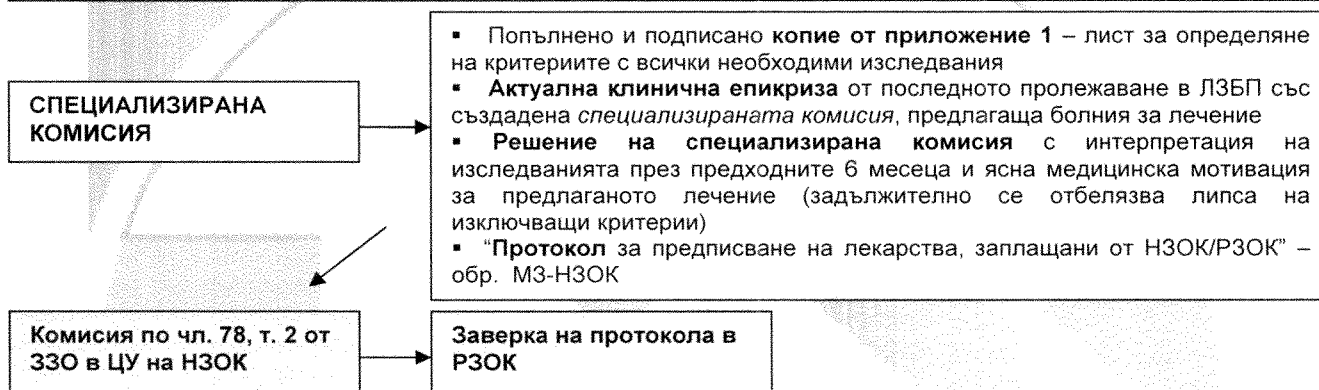 СПЕЦИАЛИЗИРАНА
КОМИСИЯ
▪ Попълнено и подписано копие от приложение 1 – лист за определяне
на критериите с всички необходими изследвания
▪ Актуална клинична епикриза от последното пролежаване в ЛЗБП със
създадена специализираната комисия, предлагаща болния за лечение
▪ Решение на специализирана комисия с интерпретация на
изследванията през предходните 6 месеца и ясна медицинска мотивация
за предлаганото лечение (задължително се отбелязва липса на
изключващи критерии)
▪ “Протокол за предписване на лекарства, заплащани от НЗОК/РЗОК” –
обр. МЗ-НЗОК
Комисия по чл. 78, т. 2 от
ЗЗО в ЦУ на НЗОК
Заверка на протокола в
РЗОК